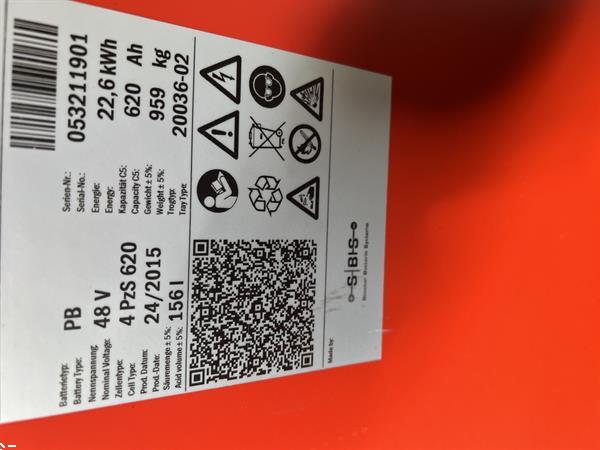 Batterietyp:
Battery Type: PB
Nennspannung
Nominal Voltage: 48 V
Zellentype:
Cell Type: 4 PzS 620
Prod. Datum:
Prod.-Date: 24/2015
Säuremenge ± 5%:
Acid volume ± 5%: 156 l
Serien-Nr.:
Serial-No.: 053211901
Energie:
Energy: 22,6 kWh
Kapazität C5:
Capacity C5: 620 Ah
Gewicht ± 5%:
Weight ± 5%: 959 kg
Trogtyp:
Tray Type: 20036-02
Made by:
S|B|S